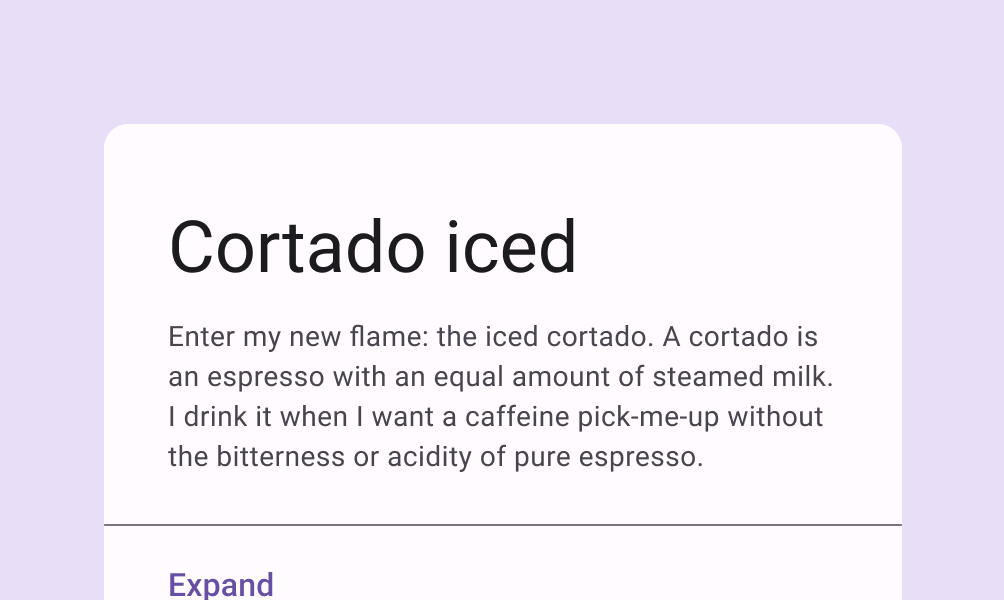 Cortado iced
Enter my new flame: the iced cortado. A cortado is
an espresso with an equal amount of steamed milk.
I drink it when I want a caffeine pick-me-up without
the bitterness or acidity of pure espresso.
Expand